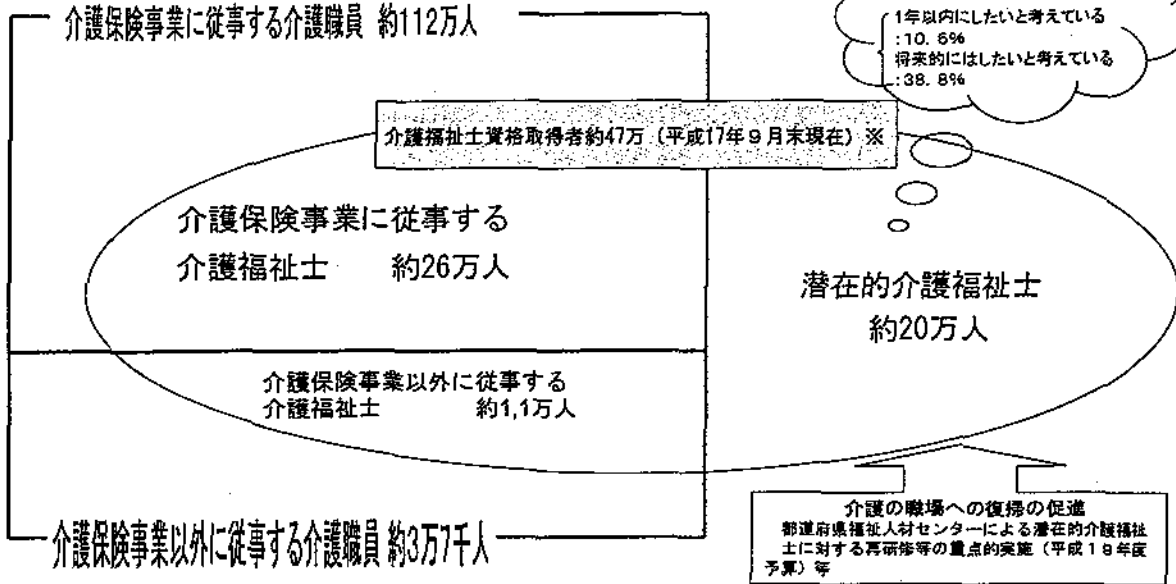 介護保険事業に従事する介護職員 約112万人
1年以内にしたいと考えている
:10.6%
将来的にはしたいと考えている
:38.8%
介護福祉士資格取得者約47万(平成17年9月末現在)※
介護保険事業に従事する
介護福祉士 約26万人
潜在的介護福祉士
約20万人
介護保険事業以外に従事する
介護福祉士 約1,1万人
介護保険事業以外に従事する介護職員 約3万7千人
介護の職場への復帰の促進
都道府県福祉人材センターによる潜在的介護福祉
士に対する再研修等の重点的実施(平成19年度
予算)等